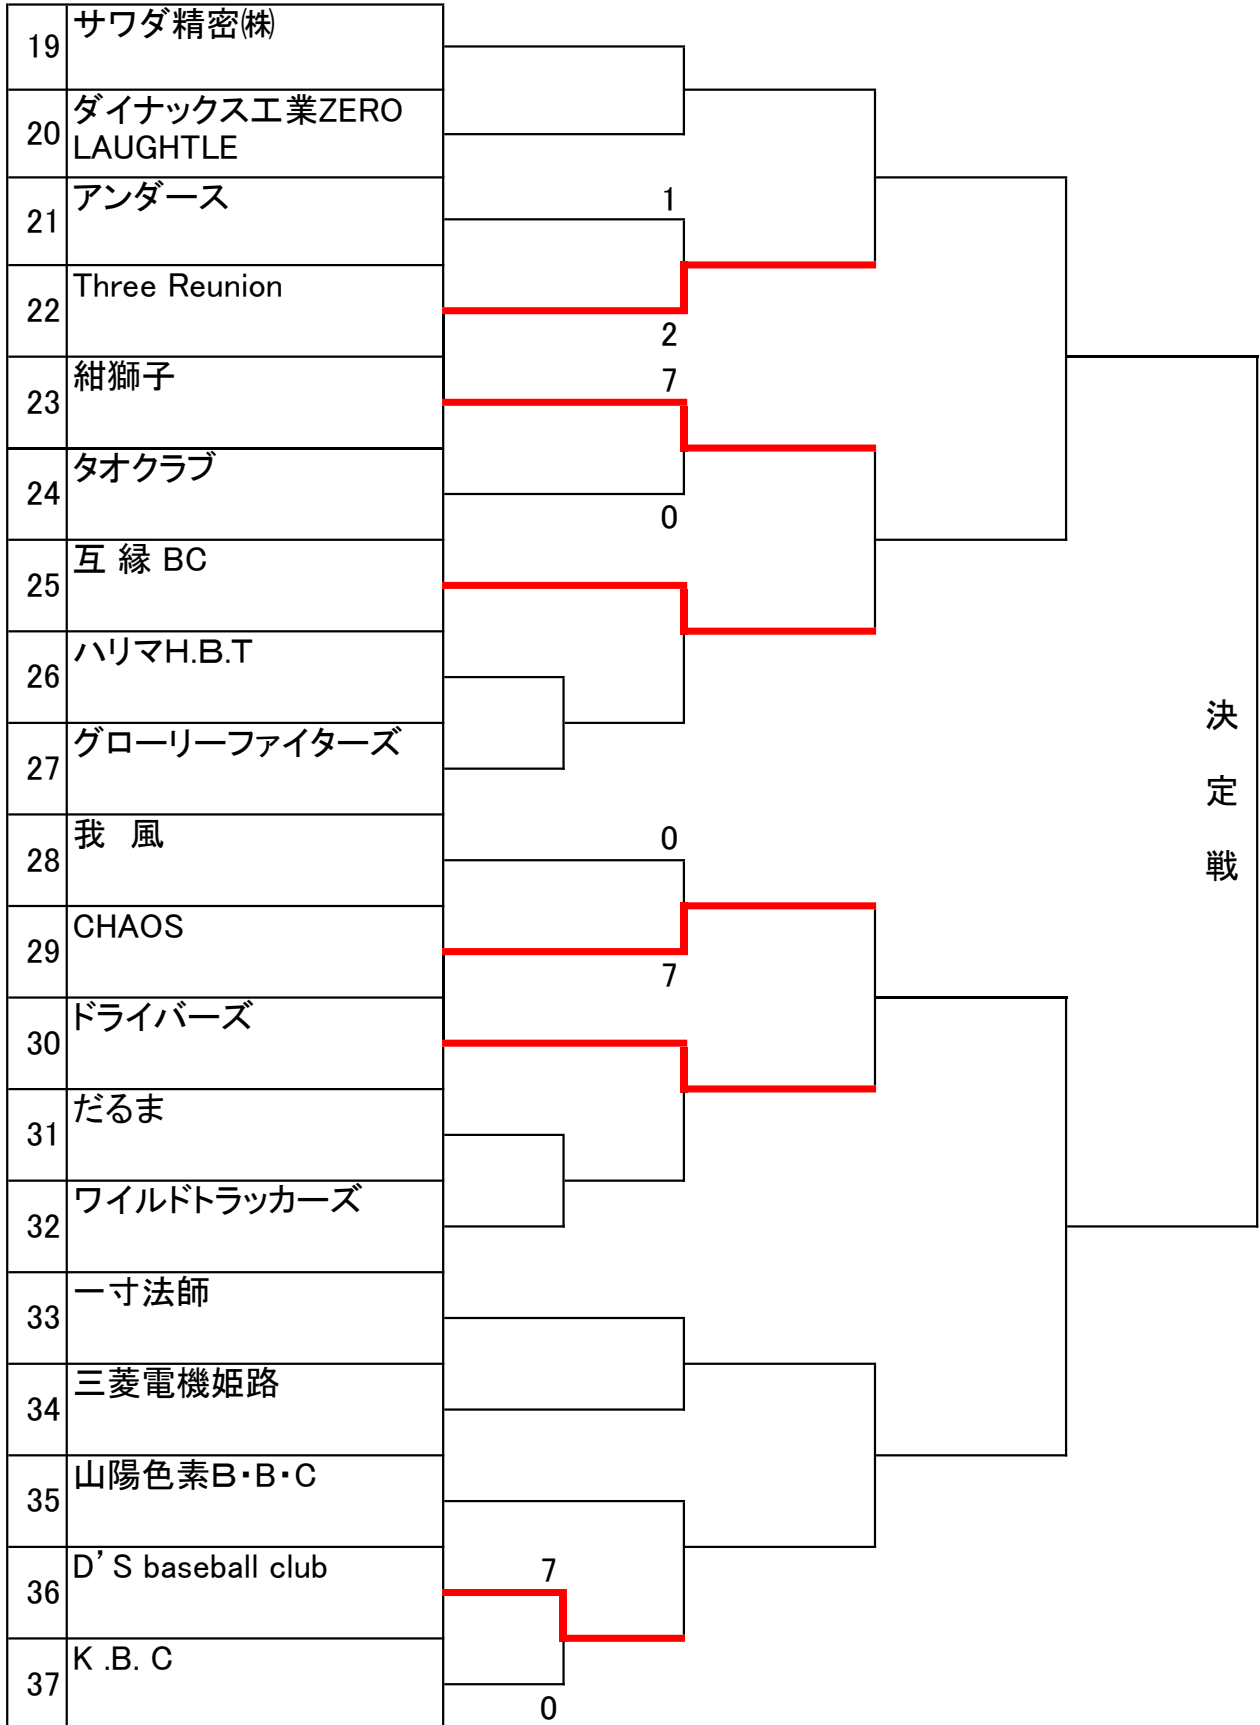 19 サワダ精密㈱
20 ダイナックス工業ZERO
LAUGHTLE
21 アンダース 1
22 Three Reunion 2
23 紺獅子 7
24 タオクラブ 0
25 互 縁 BC
26 ハリマH.B.T
27 グローリーファイターズ
28 我 風 0
29 CHAOS 7
30 ドライバーズ
31 だるま
32 ワイルドトラッカーズ
33 一寸法師
34 三菱電機姫路
35 山陽色素B・B・C
36 D'S baseball club 7
37 K .B. C 0
決定戦